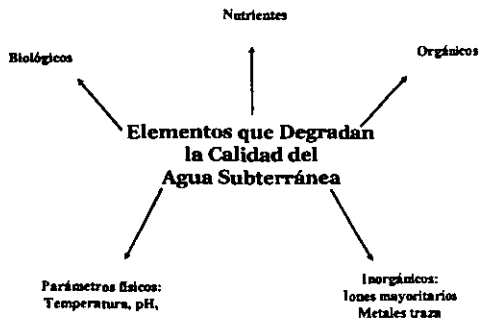 Nutrientes
Biológicos
Orgánicos
Elementos que Degradan
la Calidad del
Agua Subterránea
Parámetros físicos:
Temperatura, pH,
Inorgánicos:
Iones mayoritarios
Metales traza